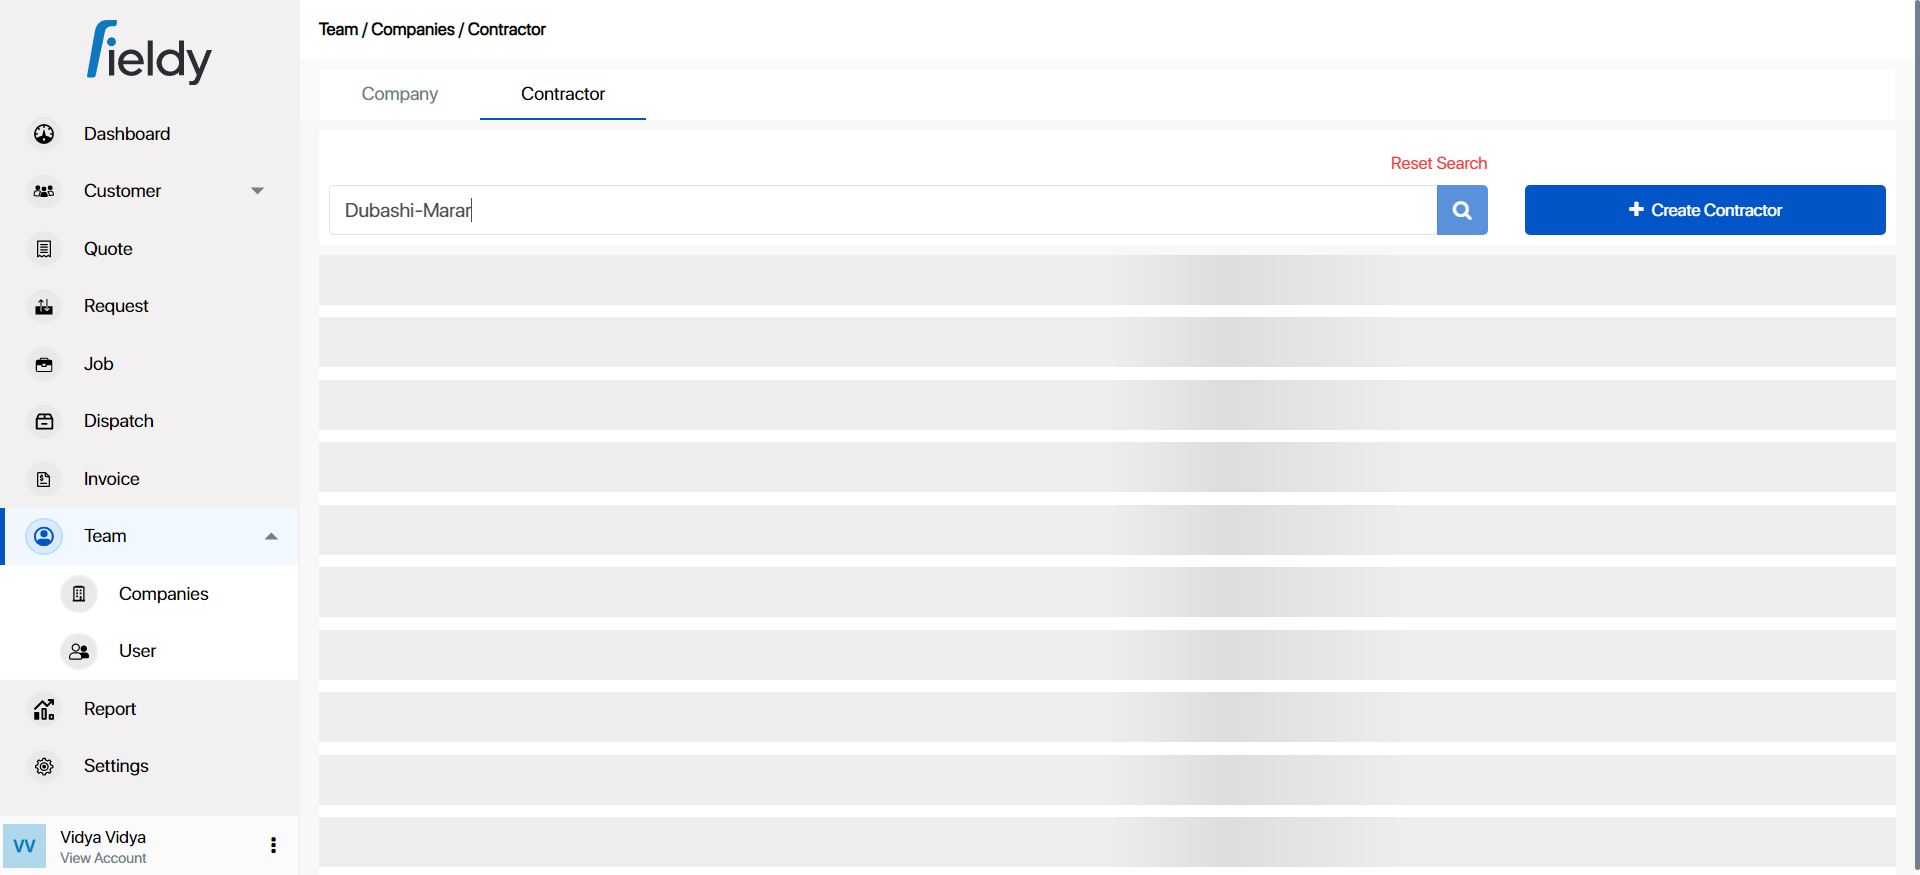 fieldy
Dashboard
Customer
Quote
Request
Job
Dispatch
Invoice
Team
Companies
User
Report
Settings
VV
Vidya Vidya
View Account
Team / Companies / Contractor
Company
Contractor
Reset Search
Dubashi-Marar
Create Contractor